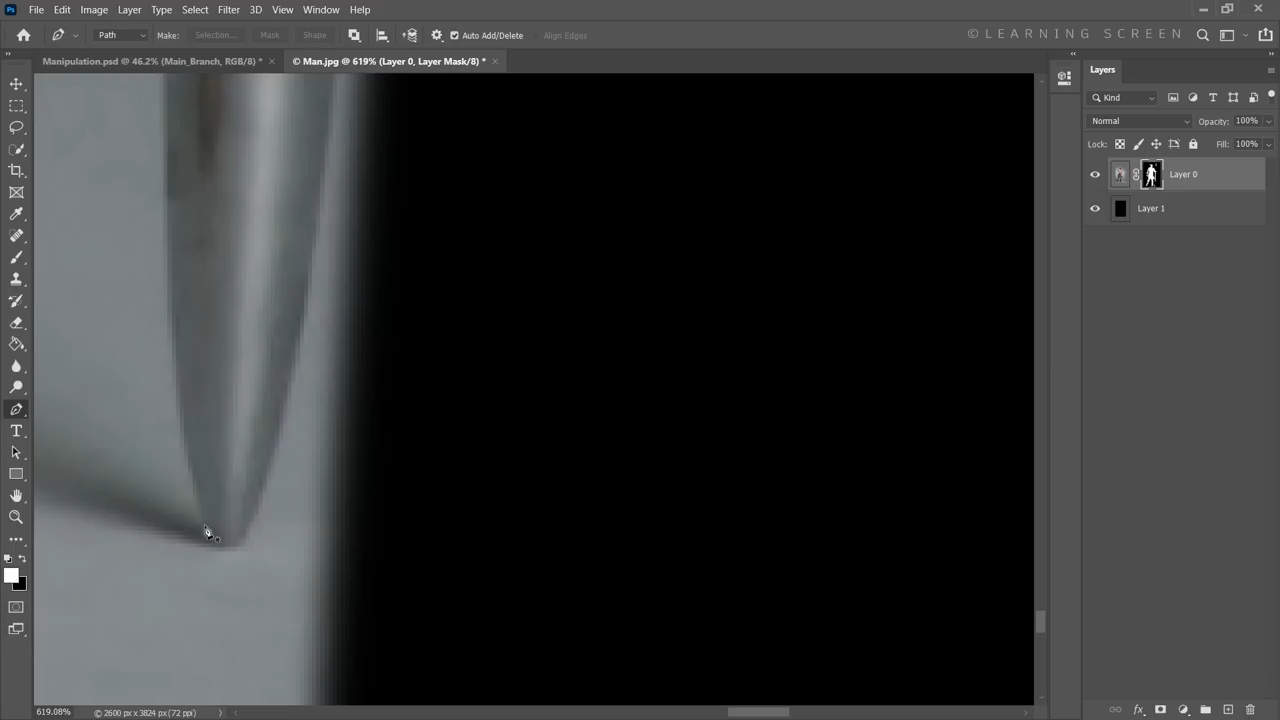 Ps File Edit Image Layer Type Select Filter 3D View Window Help
Path Make: Selection... Mask Shape Auto Add/Delete Align Edges © LEARNING SCREEN
Manipulation.psd @ 46.2% (Main_Branch, RGB/8) * © Man.jpg @ 619% (Layer 0, Layer Mask/8) *
Layers
Kind
Normal Opacity: 100%
Lock: Fill: 100%
Layer 0
Layer 1
619.08% © 2600 px x 3824 px (72 ppi)